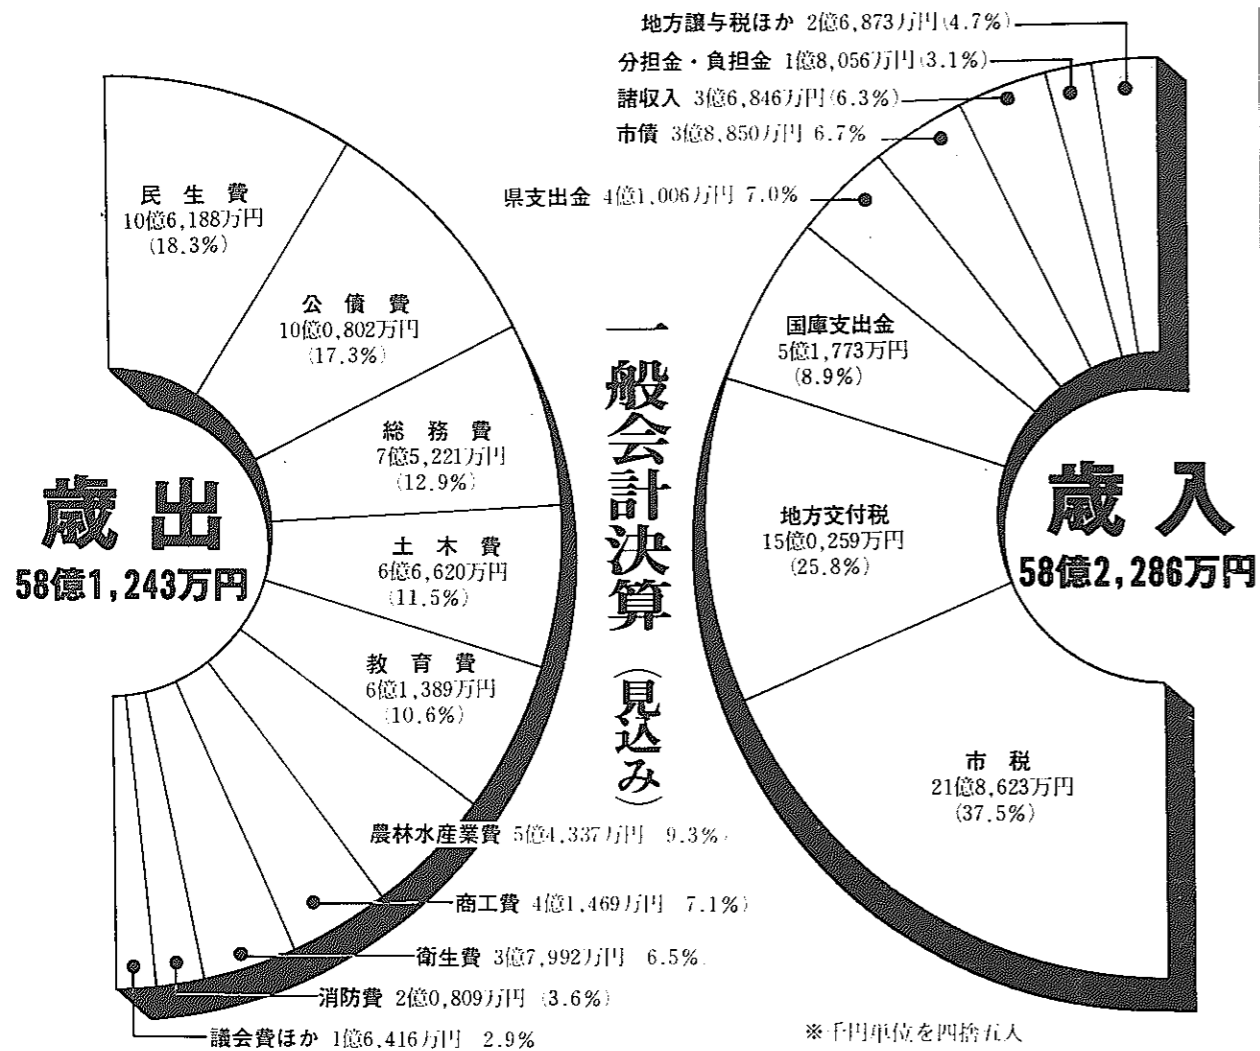 一般会計決算（見込み）
歳入
58億2,286万円
地方譲与税ほか 2億6,873万円(4.7%)
分担金・負担金 1億8,056万円(3.1%)
諸収入 3億6,846万円(6.3%)
市債 3億8,850万円 6.7%
県支出金 4億1,006万円 7.0%
国庫支出金
5億1,773万円
(8.9%)
地方交付税
15億0,259万円
(25.8%)
市税
21億8,623万円
(37.5%)
歳出
58億1,243万円
民生費
10億6,188万円
(18.3%)
公債費
10億0,802万円
(17.3%)
総務費
7億5,221万円
(12.9%)
土木費
6億6,620万円
(11.5%)
教育費
6億1,389万円
(10.6%)
農林水産業費 5億4,337万円 9.3%
商工費 4億1,469万円 7.1%)
衛生費 3億7,992万円 6.5%
消防費 2億0,809万円 (3.6%)
議会費ほか 1億6,416万円 2.9%
※千円単位を四捨五入